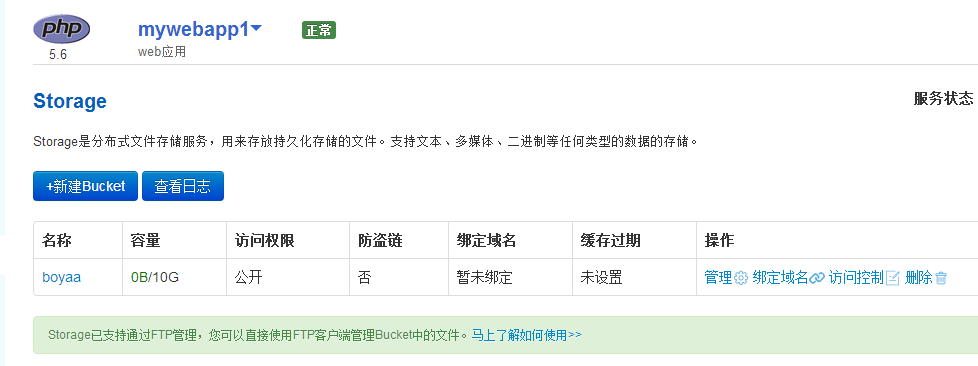 php
mywebapp1
正常
5.6
web应用
Storage
服务状态
Storage是分布式文件存储服务，用来存放持久化存储的文件。支持文本、多媒体、二进制等任何类型的数据的存储。
+新建Bucket 查看日志
名称 容量 访问权限 防盗链 绑定域名 缓存过期 操作
boyaa 0B/10G 公开 否 暂未绑定 未设置 管理 绑定域名 访问控制 删除
Storage已支持通过FTP管理，您可以直接使用FTP客户端管理Bucket中的文件。马上了解如何使用>>